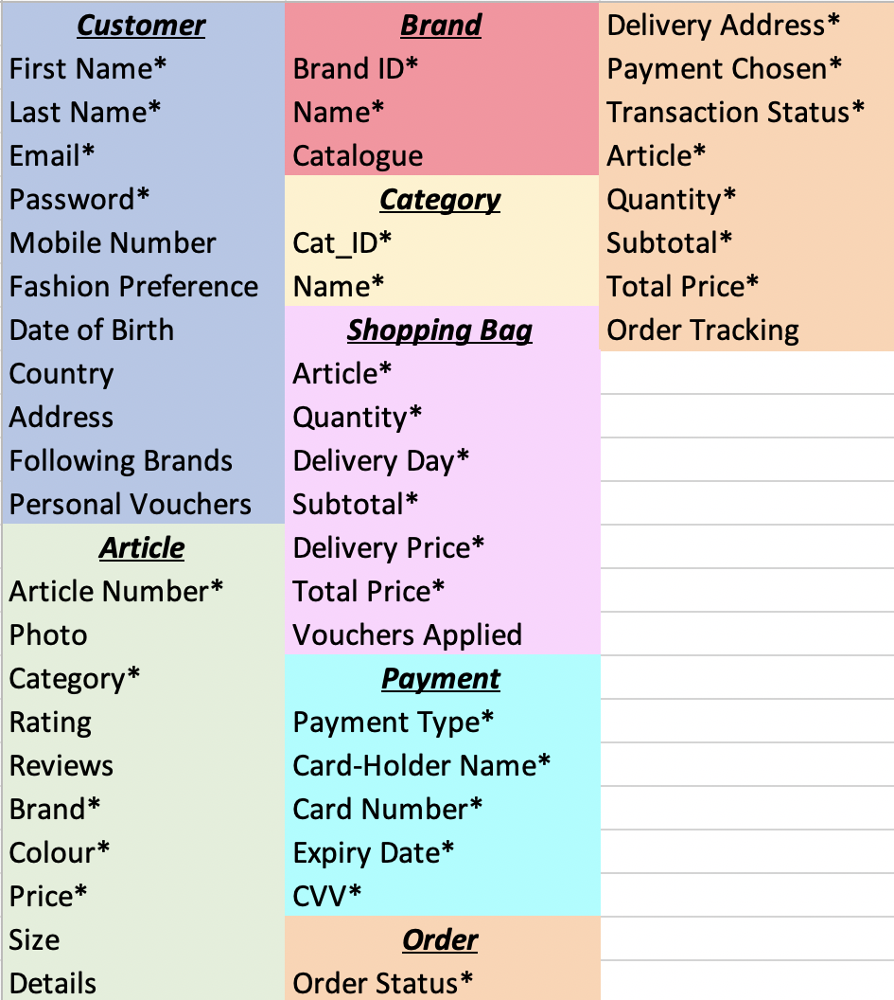 Customer
First Name*
Last Name*
Email*
Password*
Mobile Number
Fashion Preference
Date of Birth
Country
Address
Following Brands
Personal Vouchers
Article
Article Number*
Photo
Category*
Rating
Reviews
Brand*
Colour*
Price*
Size
Details
Brand
Brand ID*
Name*
Catalogue
Category
Cat_ID*
Name*
Shopping Bag
Article*
Quantity*
Delivery Day*
Subtotal*
Delivery Price*
Total Price*
Vouchers Applied
Payment
Payment Type*
Card-Holder Name*
Card Number*
Expiry Date*
CVV*
Order
Order Status*
Delivery Address*
Payment Chosen*
Transaction Status*
Article*
Quantity*
Subtotal*
Total Price*
Order Tracking